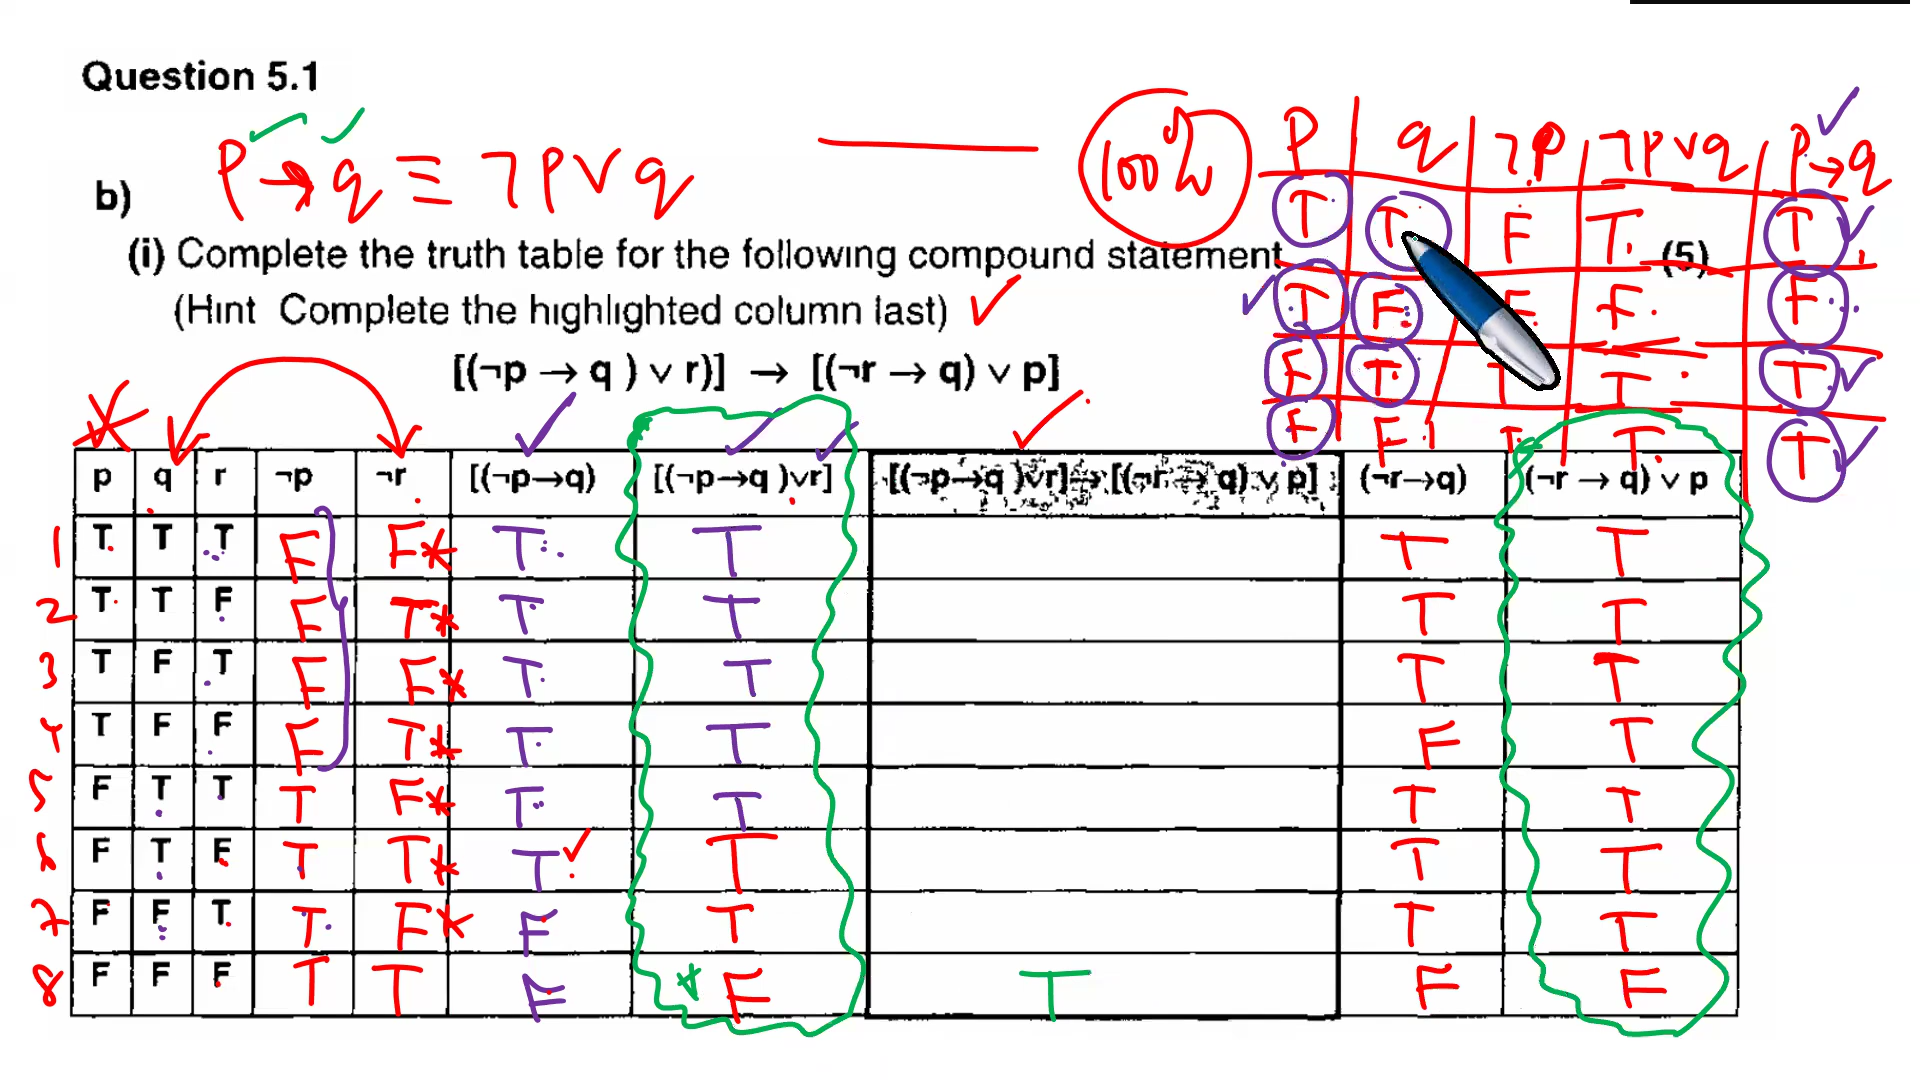 Question 5.1
p → q ≡ ¬p ∨ q
100%
b)
(i) Complete the truth table for the following compound statement (5)
(Hint Complete the highlighted column last)
[(¬p → q ) ∨ r)] → [(¬r → q) ∨ p]
P q ¬p ¬p∨q P→q
T T F T T
T F F F F
F T T T T
F F T T T
p q r ¬p ¬r [(¬p→q) [(¬p→q )∨r] [(¬p→q )∨r]→[(¬r → q) ∨ p] (¬r→q) (¬r → q) ∨ p
1 T T T F F* T T T T
2 T T F F T* T T T T
3 T F T F F* T T T T
4 T F F F T* T T F T
5 F T T T F* T T T T
6 F T F T T* T T T T
7 F F T T F* F T T T
8 F F F T T F F T F F